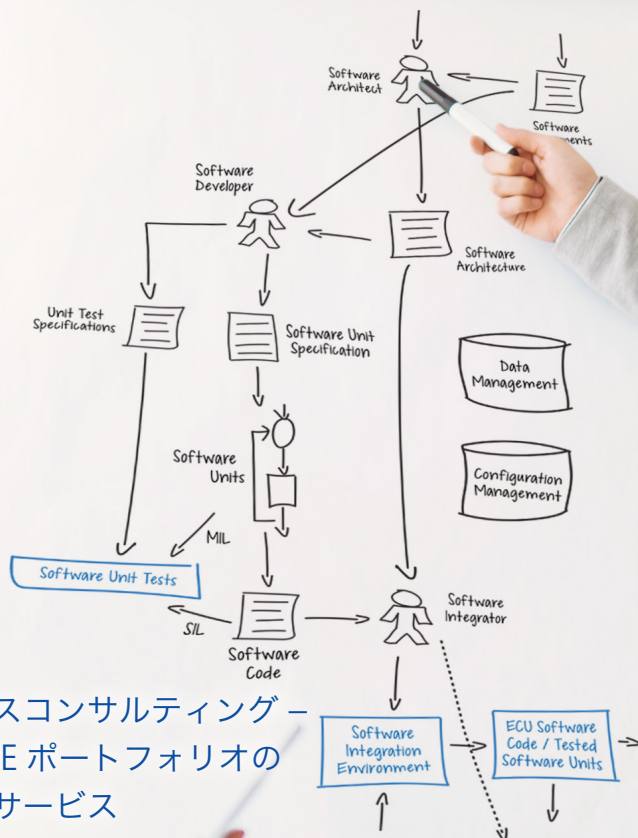 Software
Architect
Software
ments
Software
Developer
Software
Architecture
Unit Test
Specifications
Software Unit
Specification
Data
Management
Software
Units
Configuration
Management
MIL
Software Unit Tests
SIL
Software
Integrator
Software
Code
スコンサルティング –
E ポートフォリオの
サービス
Software
Integration
Environment
ECU Software
Code / Tested
Software Units